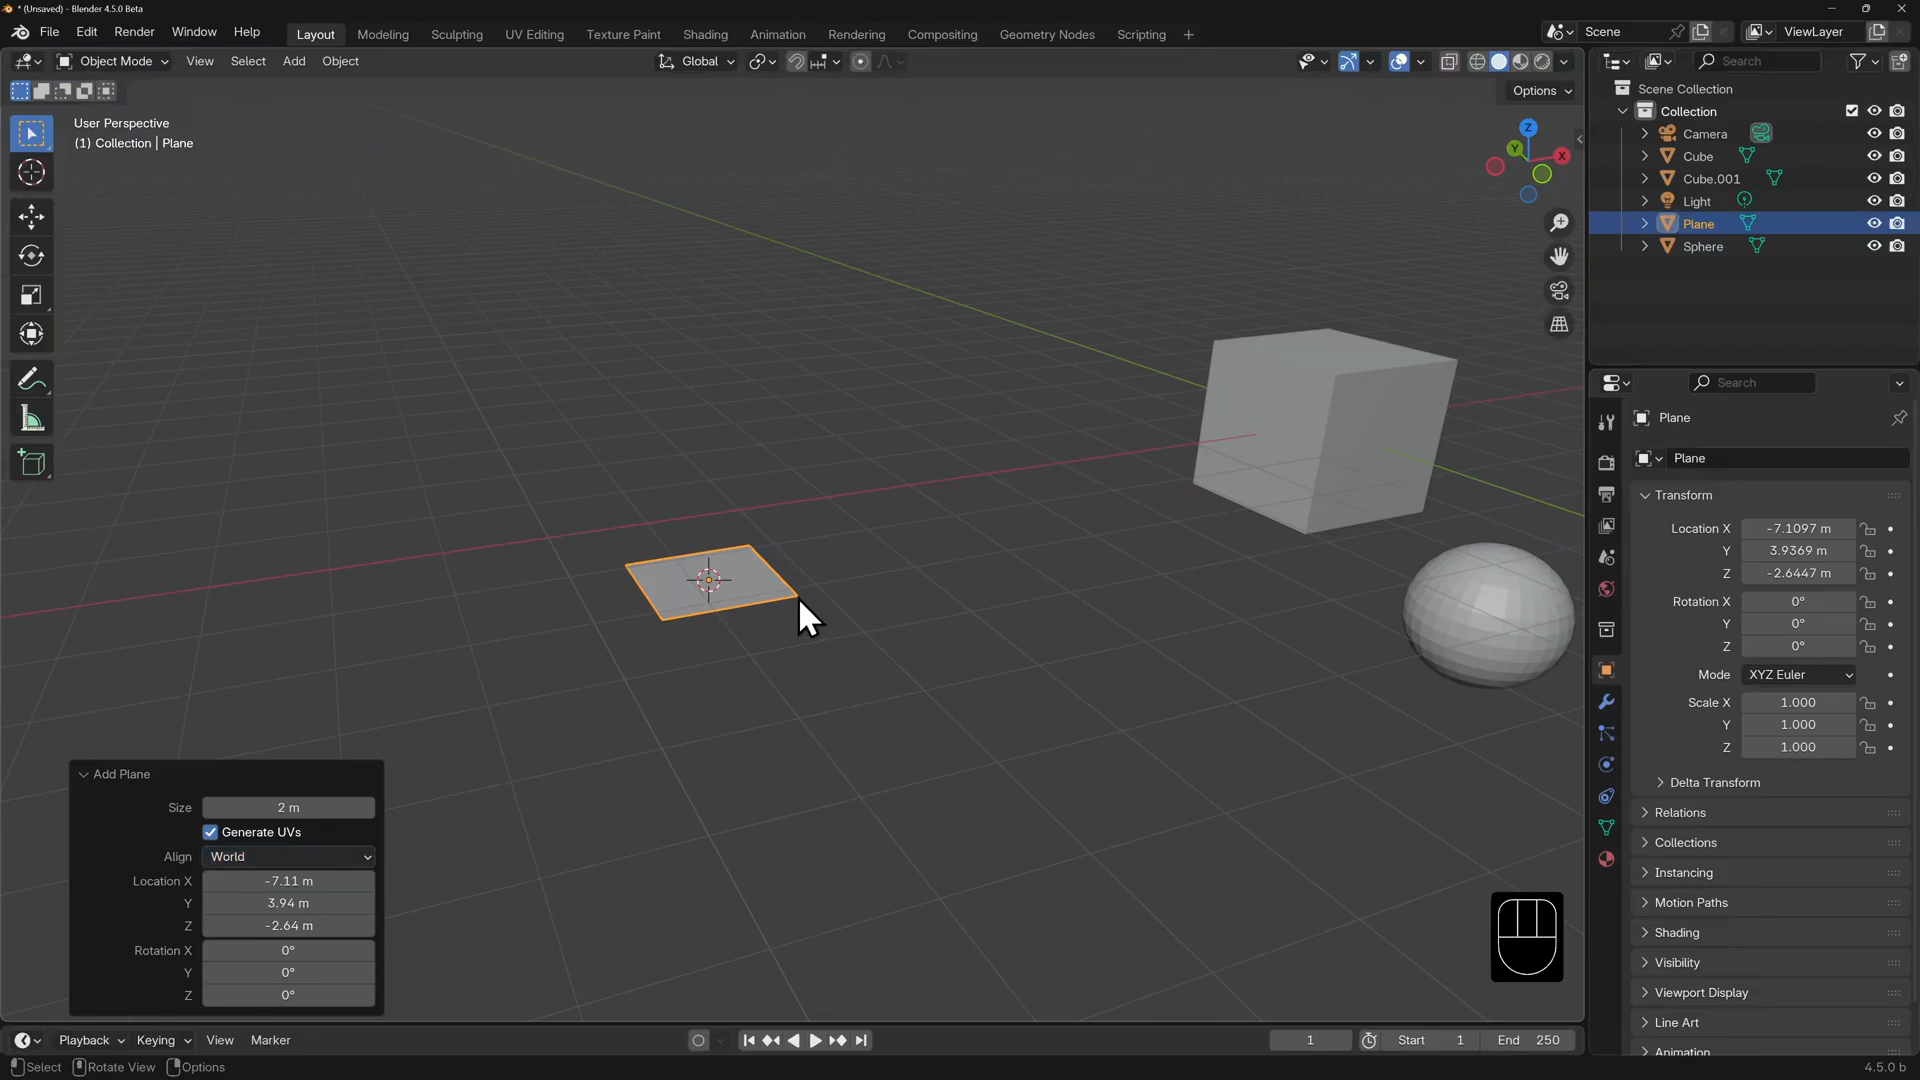 * (Unsaved) - Blender 4.5.0 Beta
File Edit Render Window Help
Layout Modeling Sculpting UV Editing Texture Paint Shading Animation Rendering Compositing Geometry Nodes Scripting +
Scene
ViewLayer
Object Mode View Select Add Object
Global
Search
Options
User Perspective
(1) Collection | Plane
Z
Y
X
Scene Collection
Collection
Camera
Cube
Cube.001
Light
Plane
Sphere
Search
Plane
Plane
Transform
Location X -7.1097 m
Y 3.9369 m
Z -2.6447 m
Rotation X 0°
Y 0°
Z 0°
Mode XYZ Euler
Scale X 1.000
Y 1.000
Z 1.000
Delta Transform
Relations
Collections
Instancing
Motion Paths
Shading
Visibility
Viewport Display
Line Art
Animation
Add Plane
Size 2 m
Generate UVs
Align World
Location X -7.11 m
Y 3.94 m
Z -2.64 m
Rotation X 0°
Y 0°
Z 0°
Playback Keying View Marker
1 Start 1 End 250
Select Rotate View Options
4.5.0 b